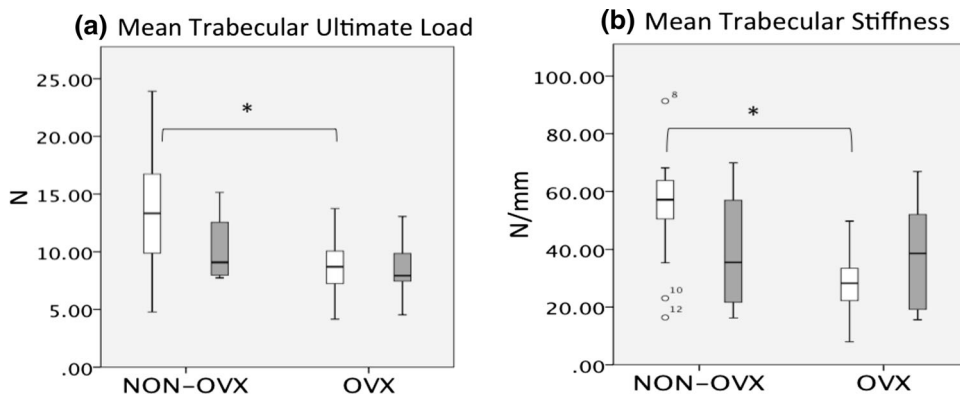 (a) Mean Trabecular Ultimate Load
25.00
20.00
15.00
10.00
5.00
.00
N
*
NON-OVX
OVX
(b) Mean Trabecular Stiffness
100.00
80.00
60.00
40.00
20.00
.00
N/mm
8
*
10
12
NON-OVX
OVX